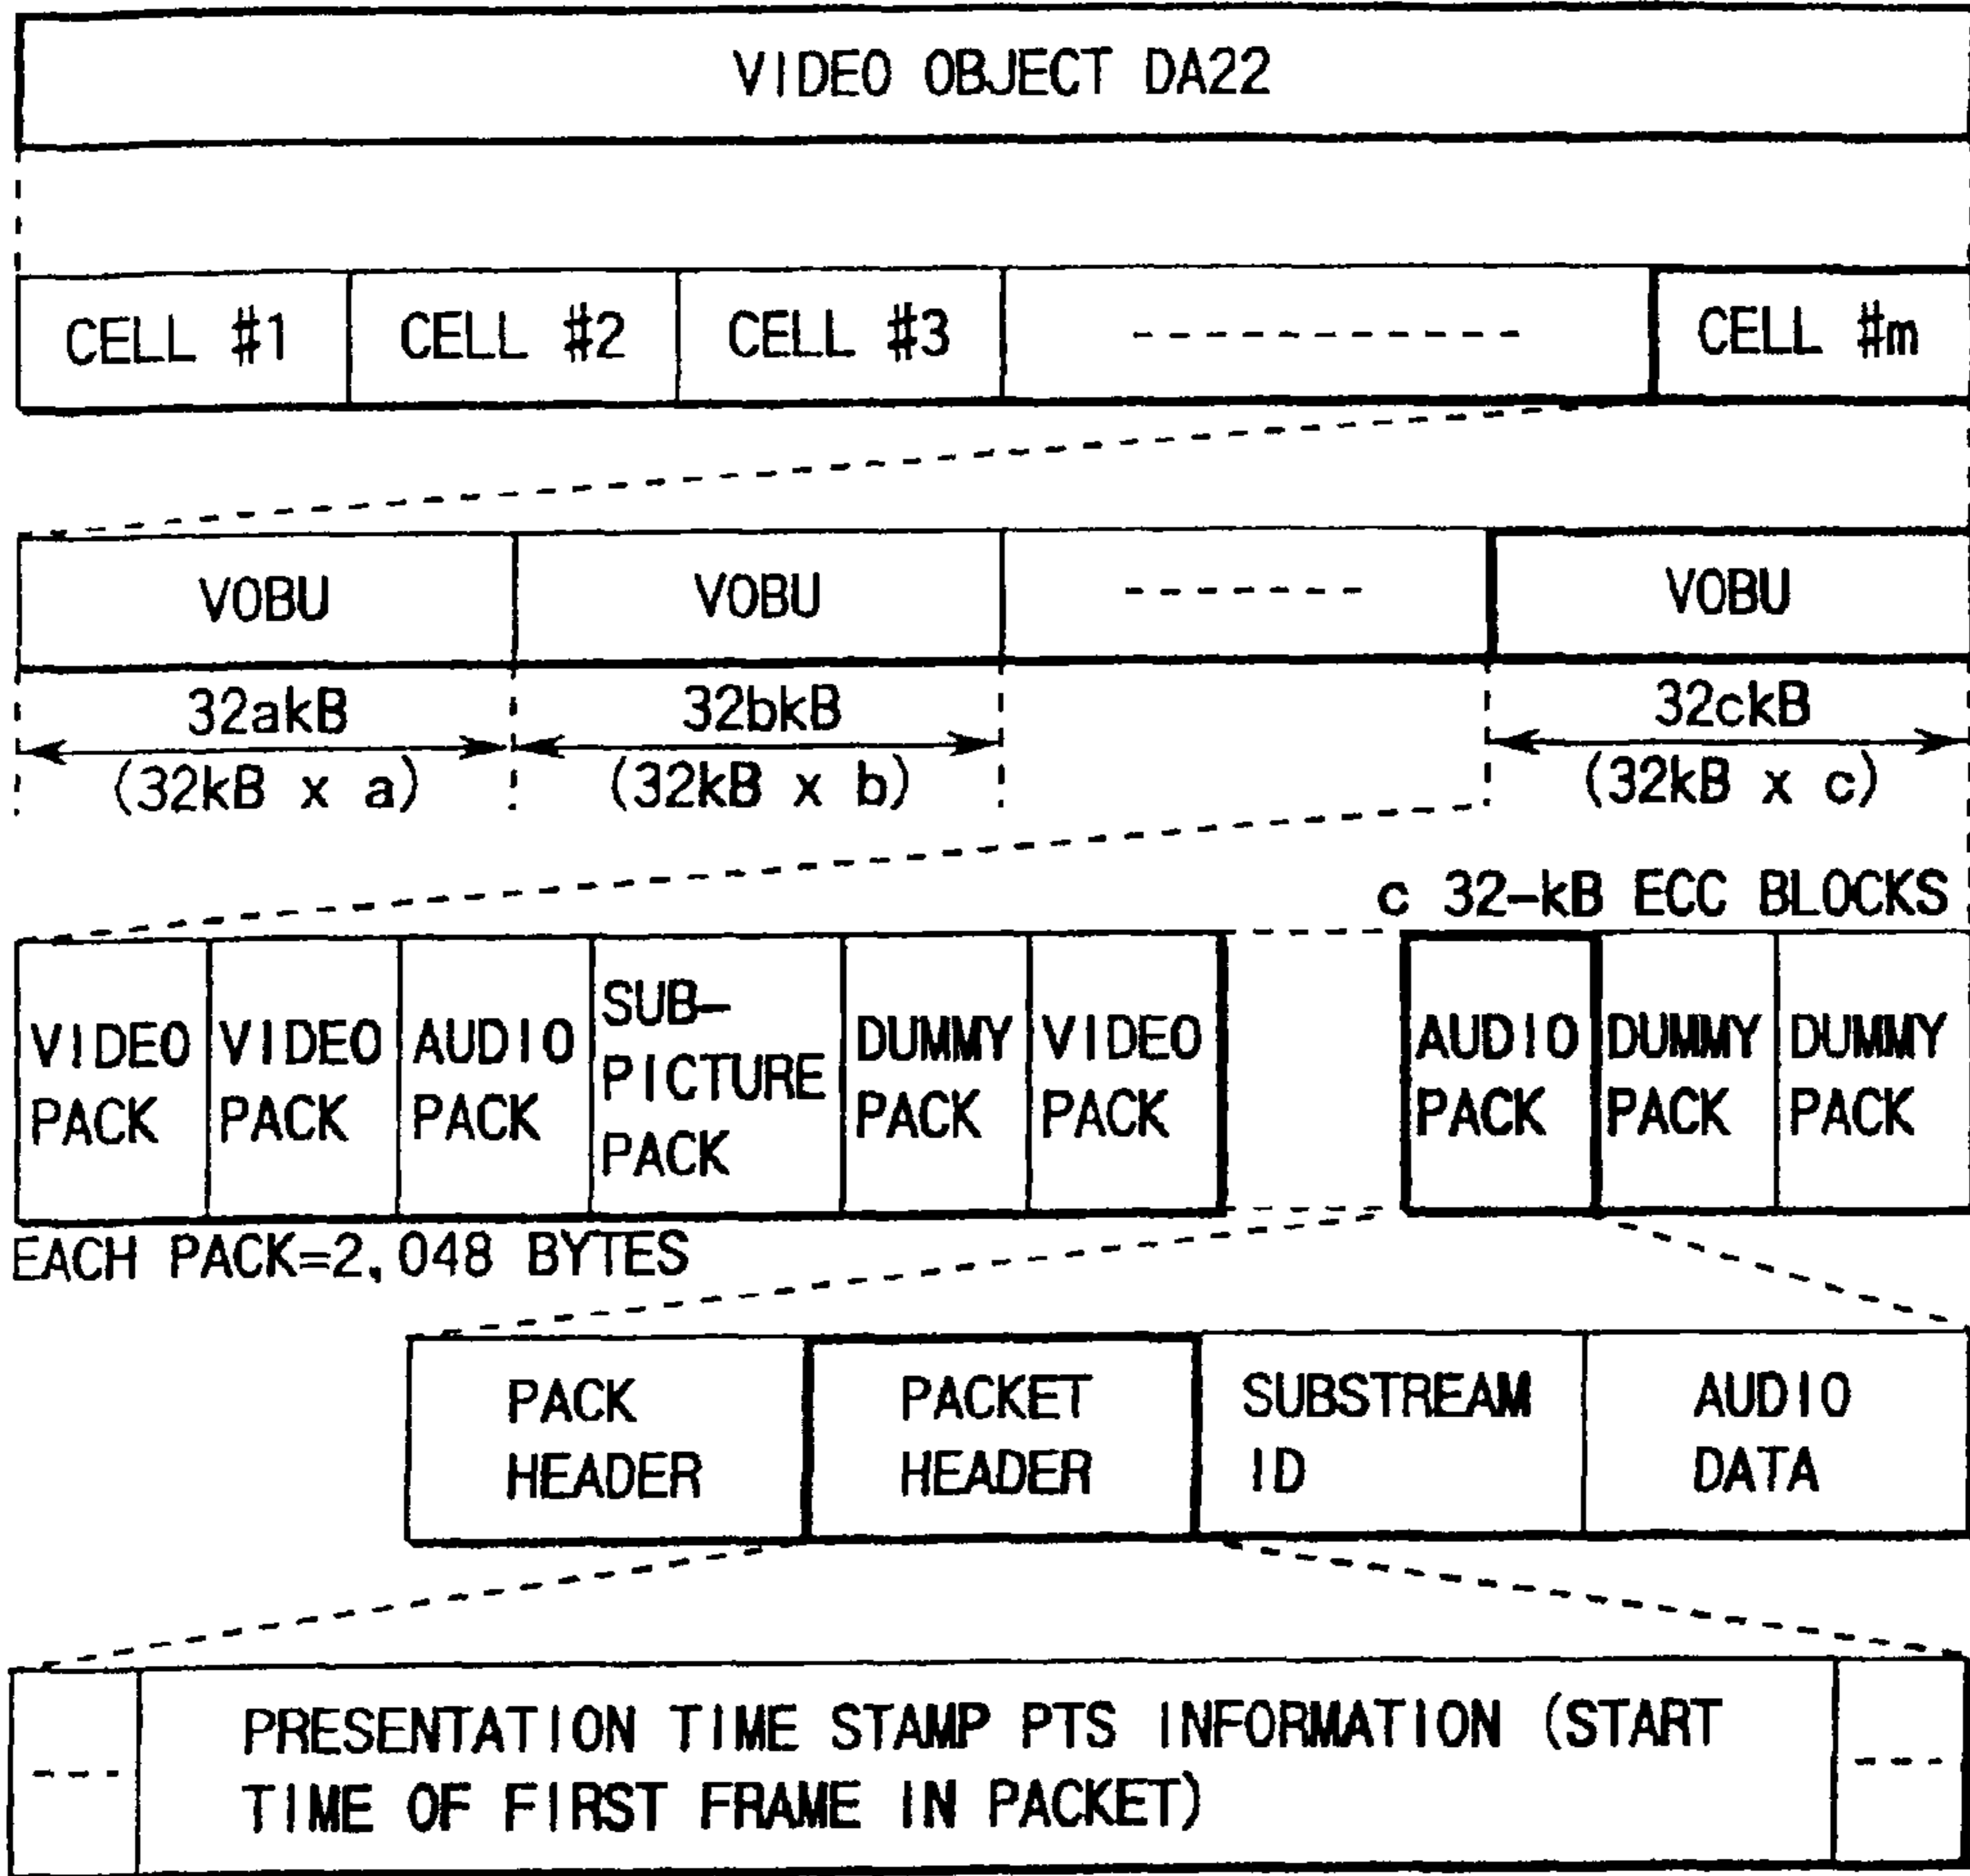 VIDEO OBJECT DA22
CELL #1 CELL #2 CELL #3 CELL #m
VOBU VOBU VOBU
32akB 32bkB 32ckB
(32kB x a) (32kB x b) (32kB x c)
c 32-kB ECC BLOCKS
VIDEO PACK
VIDEO PACK
AUDIO PACK
SUB-PICTURE PACK
DUMMY PACK
VIDEO PACK
AUDIO PACK
DUMMY PACK
DUMMY PACK
EACH PACK=2,048 BYTES
PACK HEADER
PACKET HEADER
SUBSTREAM ID
AUDIO DATA
PRESENTATION TIME STAMP PTS INFORMATION (START
TIME OF FIRST FRAME IN PACKET)